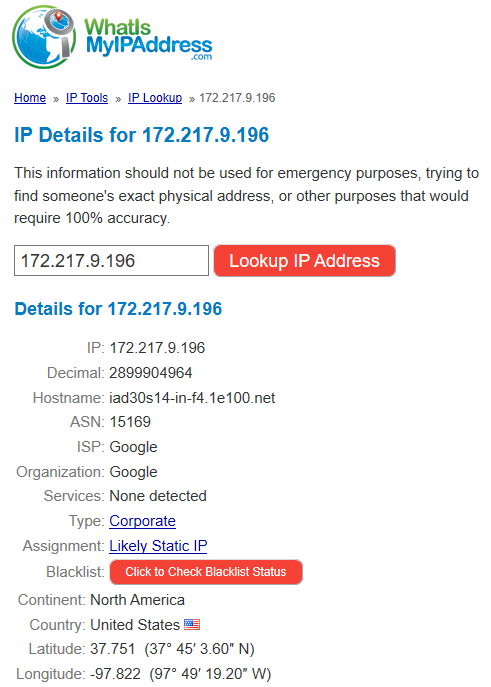 WhatIs
MyIPAddress
.com
Home » IP Tools » IP Lookup » 172.217.9.196
IP Details for 172.217.9.196
This information should not be used for emergency purposes, trying to
find someone's exact physical address, or other purposes that would
require 100% accuracy.
172.217.9.196 Lookup IP Address
Details for 172.217.9.196
IP: 172.217.9.196
Decimal: 2899904964
Hostname: iad30s14-in-f4.1e100.net
ASN: 15169
ISP: Google
Organization: Google
Services: None detected
Type: Corporate
Assignment: Likely Static IP
Blacklist: Click to Check Blacklist Status
Continent: North America
Country: United States
Latitude: 37.751 (37° 45′ 3.60″ N)
Longitude: -97.822 (97° 49′ 19.20″ W)